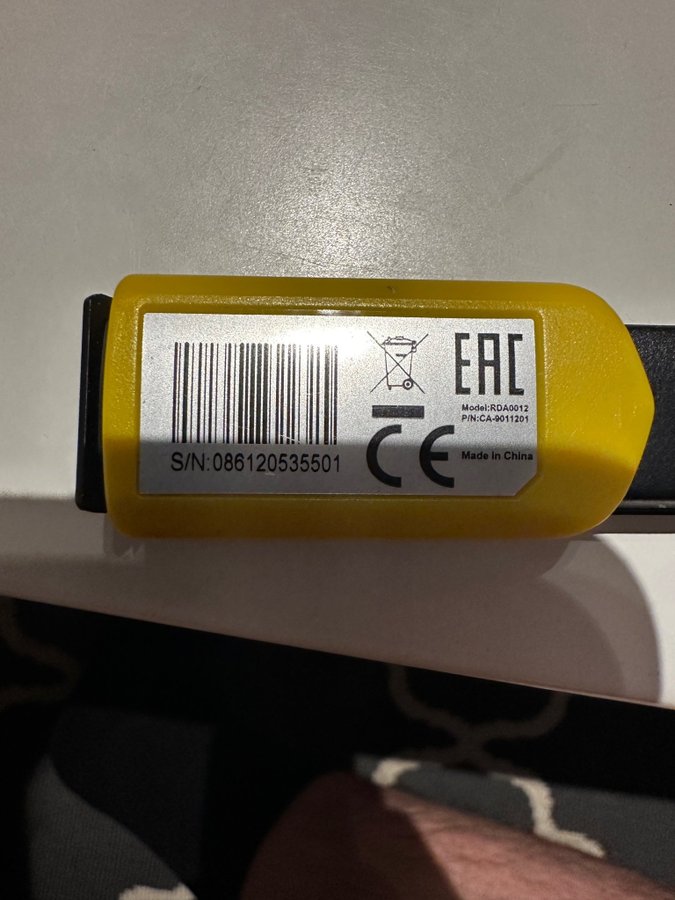 EAC
Model:RDA0012
P/N:CA-9011201
S/N:086120535501
CE
Made in China